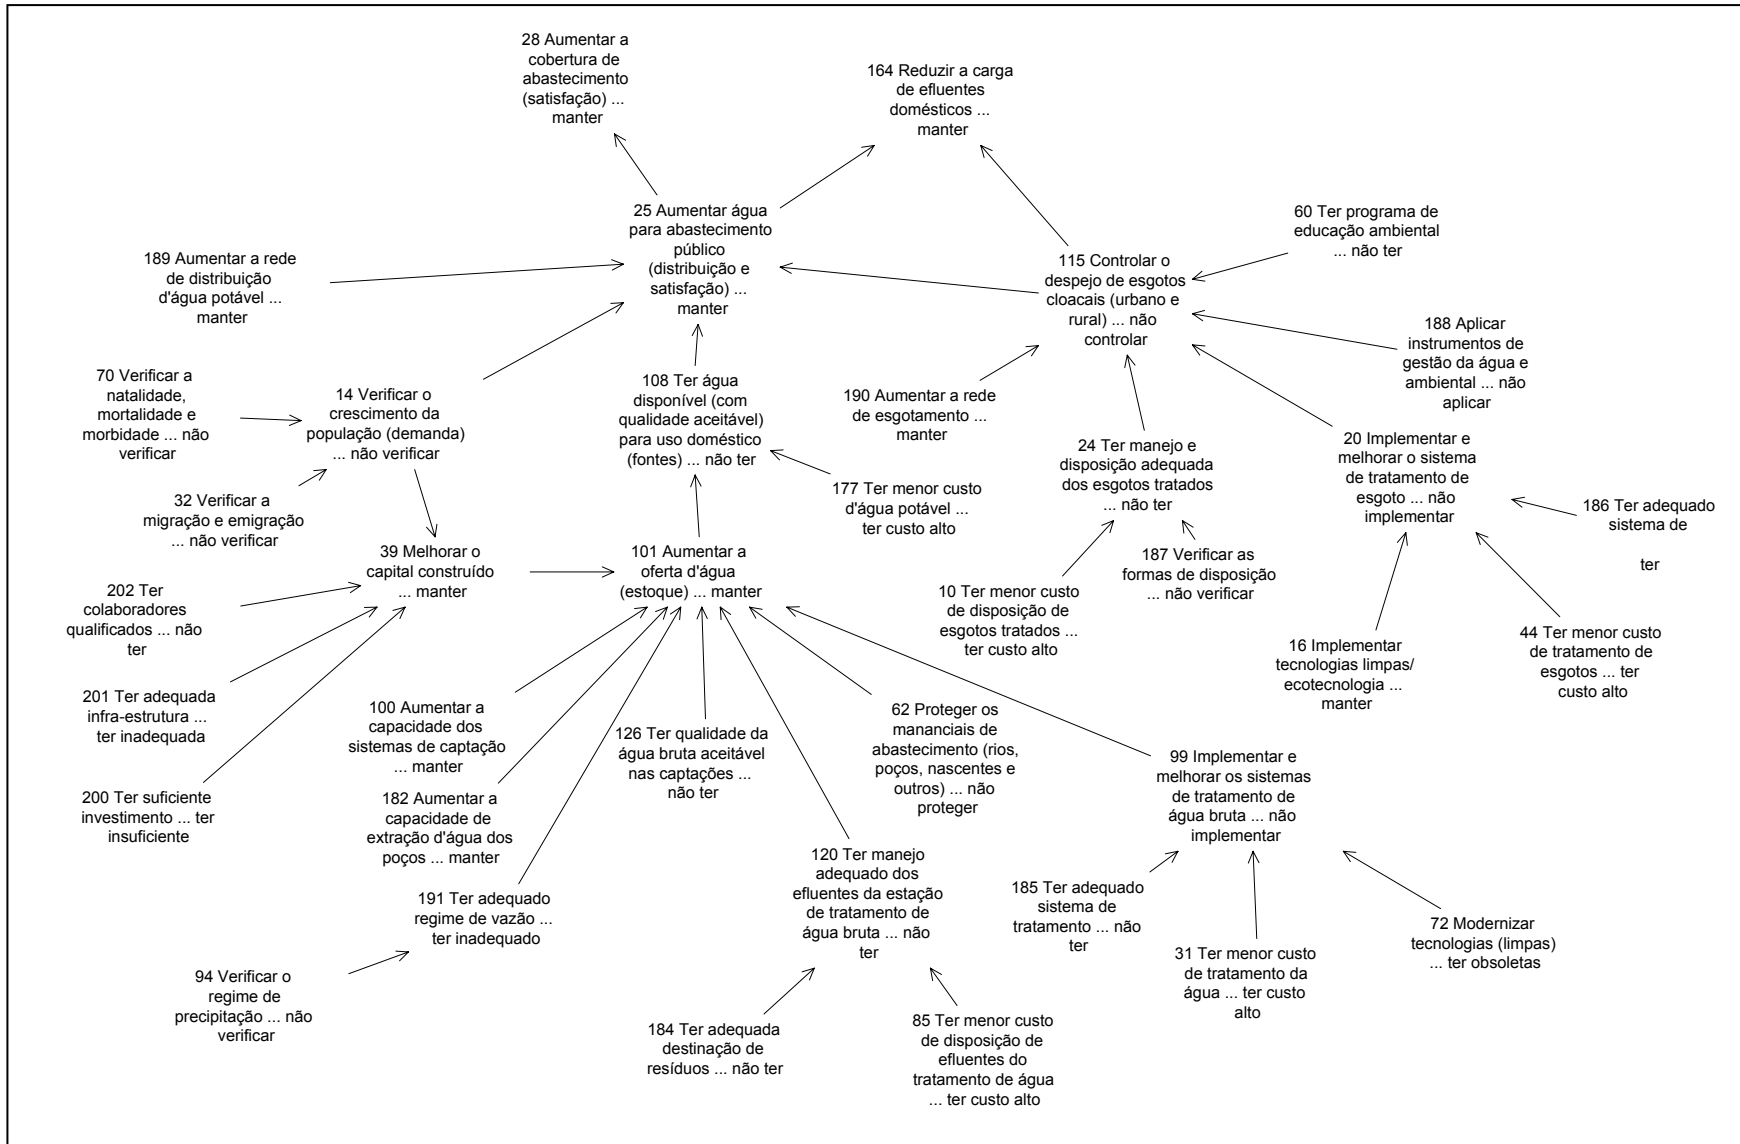 28 Aumentar a
cobertura de
abastecimento
(satisfação) ...
manter
164 Reduzir a carga
de efluentes
domésticos ...
manter
25 Aumentar água
para abastecimento
público
(distribuição e
satisfação) ...
manter
60 Ter programa de
educação ambiental
... não ter
189 Aumentar a rede
de distribuição
d'água potável ...
manter
115 Controlar o
despejo de esgotos
cloacais (urbano e
rural) ... não
controlar
188 Aplicar
instrumentos de
gestão da água e
ambiental ... não
aplicar
70 Verificar a
natalidade,
mortalidade e
morbidade ... não
verificar
14 Verificar o
crescimento da
população (demanda)
... não verificar
108 Ter água
disponível (com
qualidade aceitável)
para uso doméstico
(fontes) ... não ter
190 Aumentar a rede
de esgotamento ...
manter
24 Ter manejo e
disposição adequada
dos esgotos tratados
... não ter
20 Implementar e
melhorar o sistema
de tratamento de
esgoto ... não
implementar
32 Verificar a
migração e emigração
... não verificar
177 Ter menor custo
d'água potável ...
ter custo alto
186 Ter adequado
sistema de
ter
39 Melhorar o
capital construído
... manter
101 Aumentar a
oferta d'água
(estoque) ... manter
187 Verificar as
formas de disposição
... não verificar
202 Ter
colaboradores
qualificados ... não
ter
10 Ter menor custo
de disposição de
esgotos tratados ...
ter custo alto
16 Implementar
tecnologias limpas/
ecotecnologia ...
manter
44 Ter menor custo
de tratamento de
esgotos ... ter
custo alto
201 Ter adequada
infra-estrutura ...
ter inadequada
100 Aumentar a
capacidade dos
sistemas de captação
... manter
126 Ter qualidade da
água bruta aceitável
nas captações ...
não ter
62 Proteger os
mananciais de
abastecimento (rios,
poços, nascentes e
outros) ... não
proteger
99 Implementar e
melhorar os sistemas
de tratamento de
água bruta ... não
implementar
200 Ter suficiente
investimento ... ter
insuficiente
182 Aumentar a
capacidade de
extração d'água dos
poços ... manter
120 Ter manejo
adequado dos
efluentes da estação
de tratamento de
água bruta ... não
ter
191 Ter adequado
regime de vazão ...
ter inadequado
185 Ter adequado
sistema de
tratamento ... não
ter
72 Modernizar
tecnologias (limpas)
... ter obsoletas
94 Verificar o
regime de
precipitação ... não
verificar
31 Ter menor custo
de tratamento da
água ... ter custo
alto
184 Ter adequada
destinação de
resíduos ... não ter
85 Ter menor custo
de disposição de
efluentes do
tratamento de água
... ter custo alto